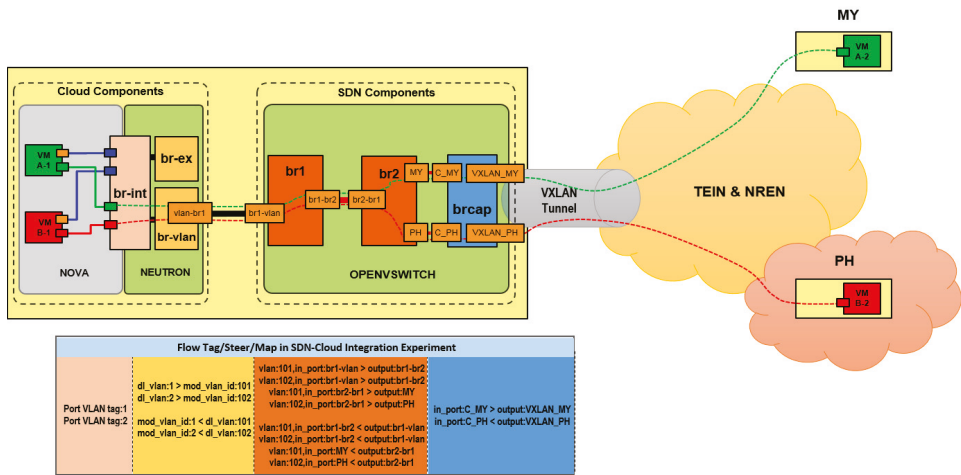 MY
VM
A-2
Cloud Components
SDN Components
VM
A-1
br-ex
br-int
vlan-br1
br-vlan
VM
B-1
NOVA
NEUTRON
br1
br2
MY
C_MY
VXLAN_MY
br1-vlan
br1-br2
br2-br1
brcap
PH
C_PH
VXLAN_PH
OPENVSWITCH
VXLAN
Tunnel
TEIN & NREN
PH
VM
B-2
Flow Tag/Steer/Map in SDN-Cloud Integration Experiment
Port VLAN tag:1
Port VLAN tag:2
dl_vlan:1 > mod_vlan_id:101
dl_vlan:2 > mod_vlan_id:102
mod_vlan_id:1 < dl_vlan:101
mod_vlan_id:2 < dl_vlan:102
vlan:101,in_port:br1-vlan > output:br1-br2
vlan:102,in_port:br1-vlan > output:br1-br2
vlan:101,in_port:br2-br1 > output:MY
vlan:102,in_port:br2-br1 > output:PH
vlan:101,in_port:br1-br2 < output:br1-vlan
vlan:102,in_port:br1-br2 < output:br1-vlan
vlan:101,in_port:MY < output:br2-br1
vlan:102,in_port:PH < output:br2-br1
in_port:C_MY > output:VXLAN_MY
in_port:C_PH < output:VXLAN_PH